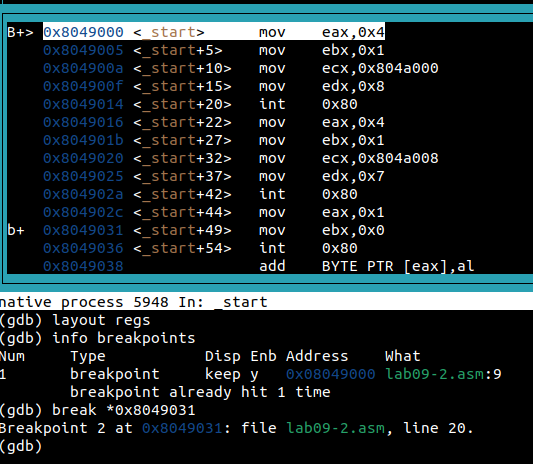 B+> 0x8049000 <_start> mov eax,0x4
0x8049005 <_start+5> mov ebx,0x1
0x804900a <_start+10> mov ecx,0x804a000
0x804900f <_start+15> mov edx,0x8
0x8049014 <_start+20> int 0x80
0x8049016 <_start+22> mov eax,0x4
0x804901b <_start+27> mov ebx,0x1
0x8049020 <_start+32> mov ecx,0x804a008
0x8049025 <_start+37> mov edx,0x7
0x804902a <_start+42> int 0x80
0x804902c <_start+44> mov eax,0x1
b+ 0x8049031 <_start+49> mov ebx,0x0
0x8049036 <_start+54> int 0x80
0x8049038 add BYTE PTR [eax],al
native process 5948 In: _start
(gdb) layout regs
(gdb) info breakpoints
Num Type Disp Enb Address What
1 breakpoint keep y 0x08049000 lab09-2.asm:9
breakpoint already hit 1 time
(gdb) break *0x8049031
Breakpoint 2 at 0x8049031: file lab09-2.asm, line 20.
(gdb)